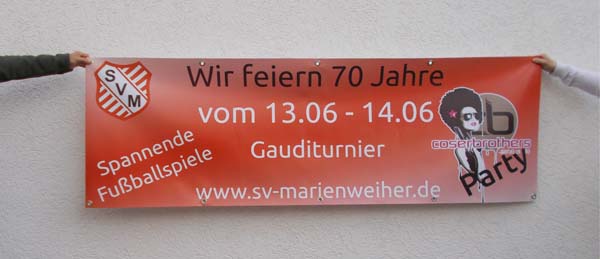 SVM
Wir feiern 70 Jahre
vom 13.06 - 14.06
Spannende
Fußballspiele
Gauditurnier
www.sv-marienweiher.de
b
coserbrothers
Party